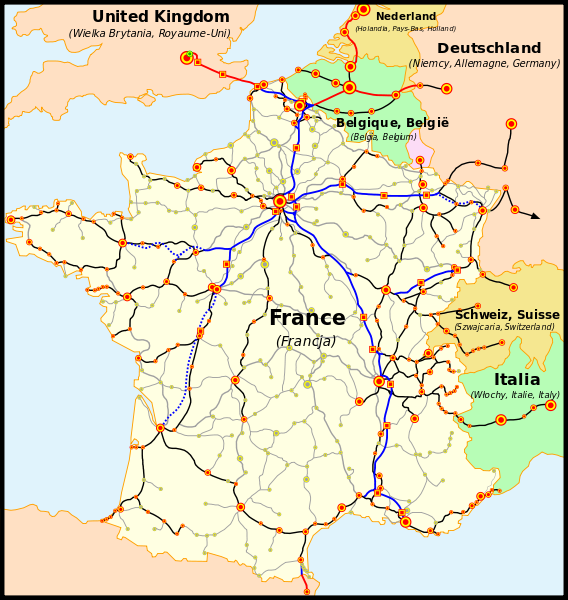 United Kingdom
(Wielka Brytania, Royaume-Uni)
Nederland
(Holandia, Pays-Bas, Holland)
Deutschland
(Niemcy, Allemagne, Germany)
Belgique, België
(Belgia, Belgium)
France
(Francja)
Schweiz, Suisse
(Szwajcaria, Switzerland)
Italia
(Włochy, Italie, Italy)